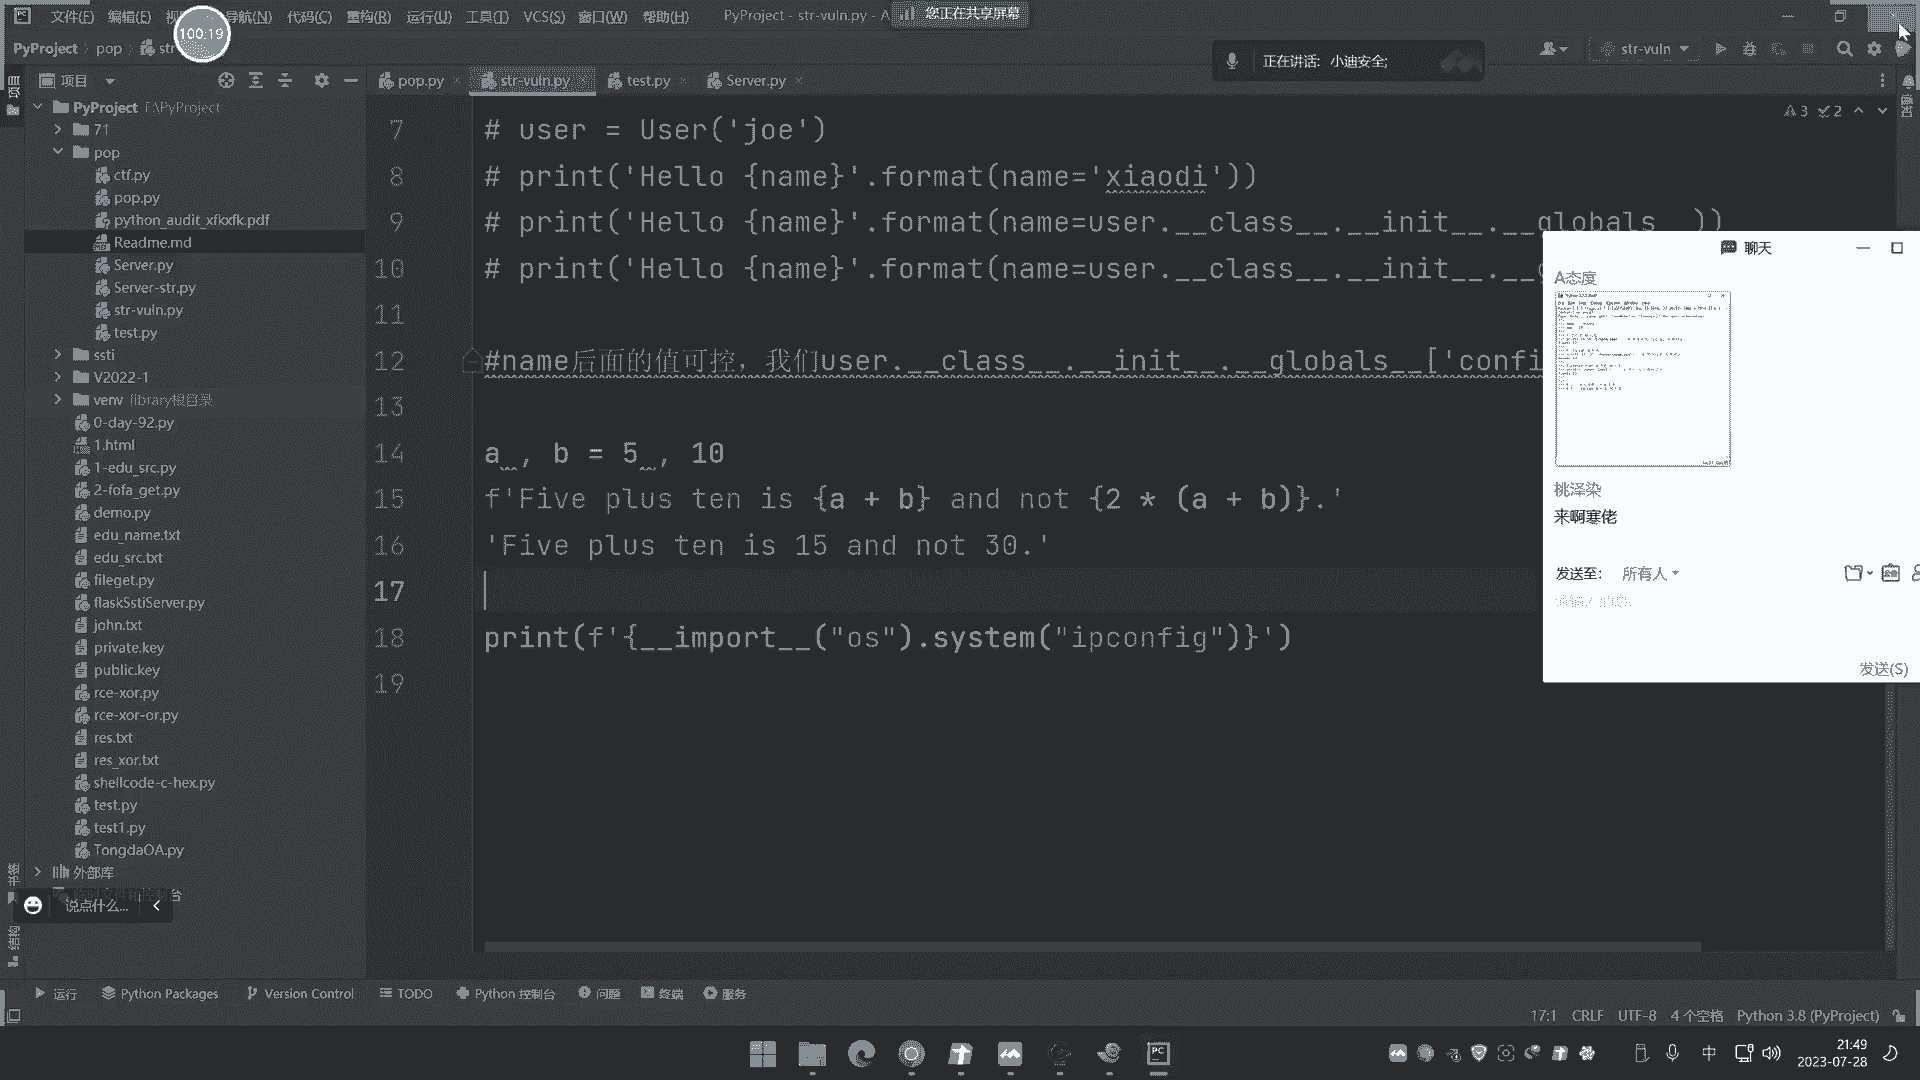 文件(F) 编辑(E) 导航(N) 代码(C) 重构(R) 运行(U) 工具(T) VCS(S) 窗口(W) 帮助(H) PyProject - str-vuln.py - A
您正在共享屏幕
100:19
PyProject › pop › str
str-vuln
正在讲话: 小迪安全;
项目
pop.py
str-vuln.py
test.py
Server.py
3 2
PyProject F:\PyProject
71
pop
ctf.py
pop.py
python_audit_xfkxfk.pdf
Readme.md
Server.py
Server-str.py
str-vuln.py
test.py
ssti
V2022-1
venv library根目录
0-day-92.py
1.html
1-edu_src.py
2-fofa_get.py
demo.py
edu_name.txt
edu_src.txt
fileget.py
flaskSstiServer.py
john.txt
private.key
public.key
rce-xor.py
rce-xor-or.py
res.txt
res_xor.txt
shellcode-c-hex.py
test.py
test1.py
TongdaOA.py
外部库
说点什么...
7 # user = User('joe')
8 # print('Hello {name}'.format(name='xiaodi'))
9 # print('Hello {name}'.format(name=user.__class__.__init__.__globals__))
10 # print('Hello {name}'.format(name=user.__class__.__init__.__g
11
12 #name后面的值可控，我们user.__class__.__init__.__globals__['confi
13
14 a , b = 5 , 10
15 f'Five plus ten is {a + b} and not {2 * (a + b)}.'
16 'Five plus ten is 15 and not 30.'
17
18 print(f'{__import__("os").system("ipconfig")}')
19
聊天
A态度
桃泽染
来啊寒佬
发送至: 所有人
发送(S)
结构
运行 Python Packages Version Control TODO Python 控制台 问题 终端 服务
17:1 CRLF UTF-8 4 个空格 Python 3.8 (PyProject)
中
21:49
2023-07-28